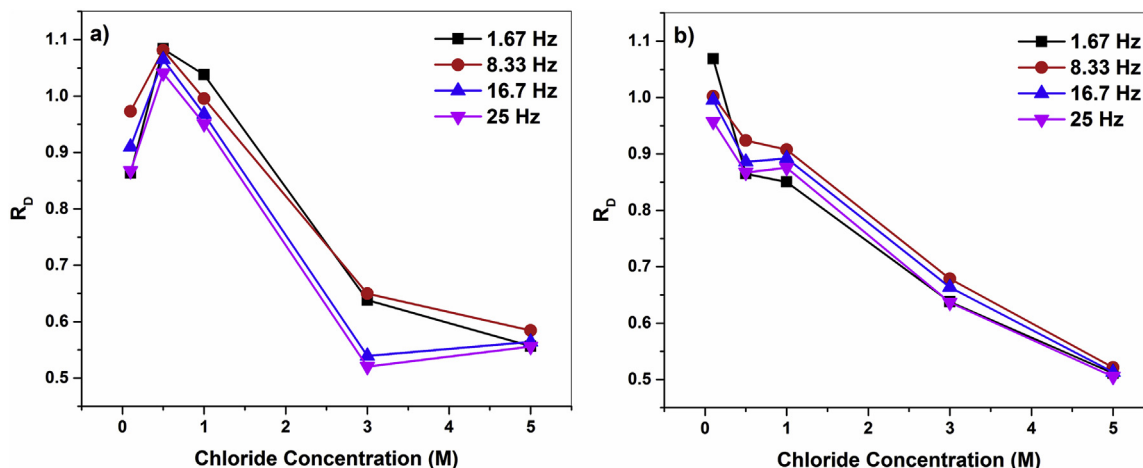 a)
1.67 Hz
8.33 Hz
16.7 Hz
25 Hz
1.1
1.0
0.9
0.8
0.7
0.6
0.5
R_D
0 1 2 3 4 5
Chloride Concentration (M)
b)
1.67 Hz
8.33 Hz
16.7 Hz
25 Hz
1.1
1.0
0.9
0.8
0.7
0.6
0.5
R_D
0 1 2 3 4 5
Chloride Concentration (M)